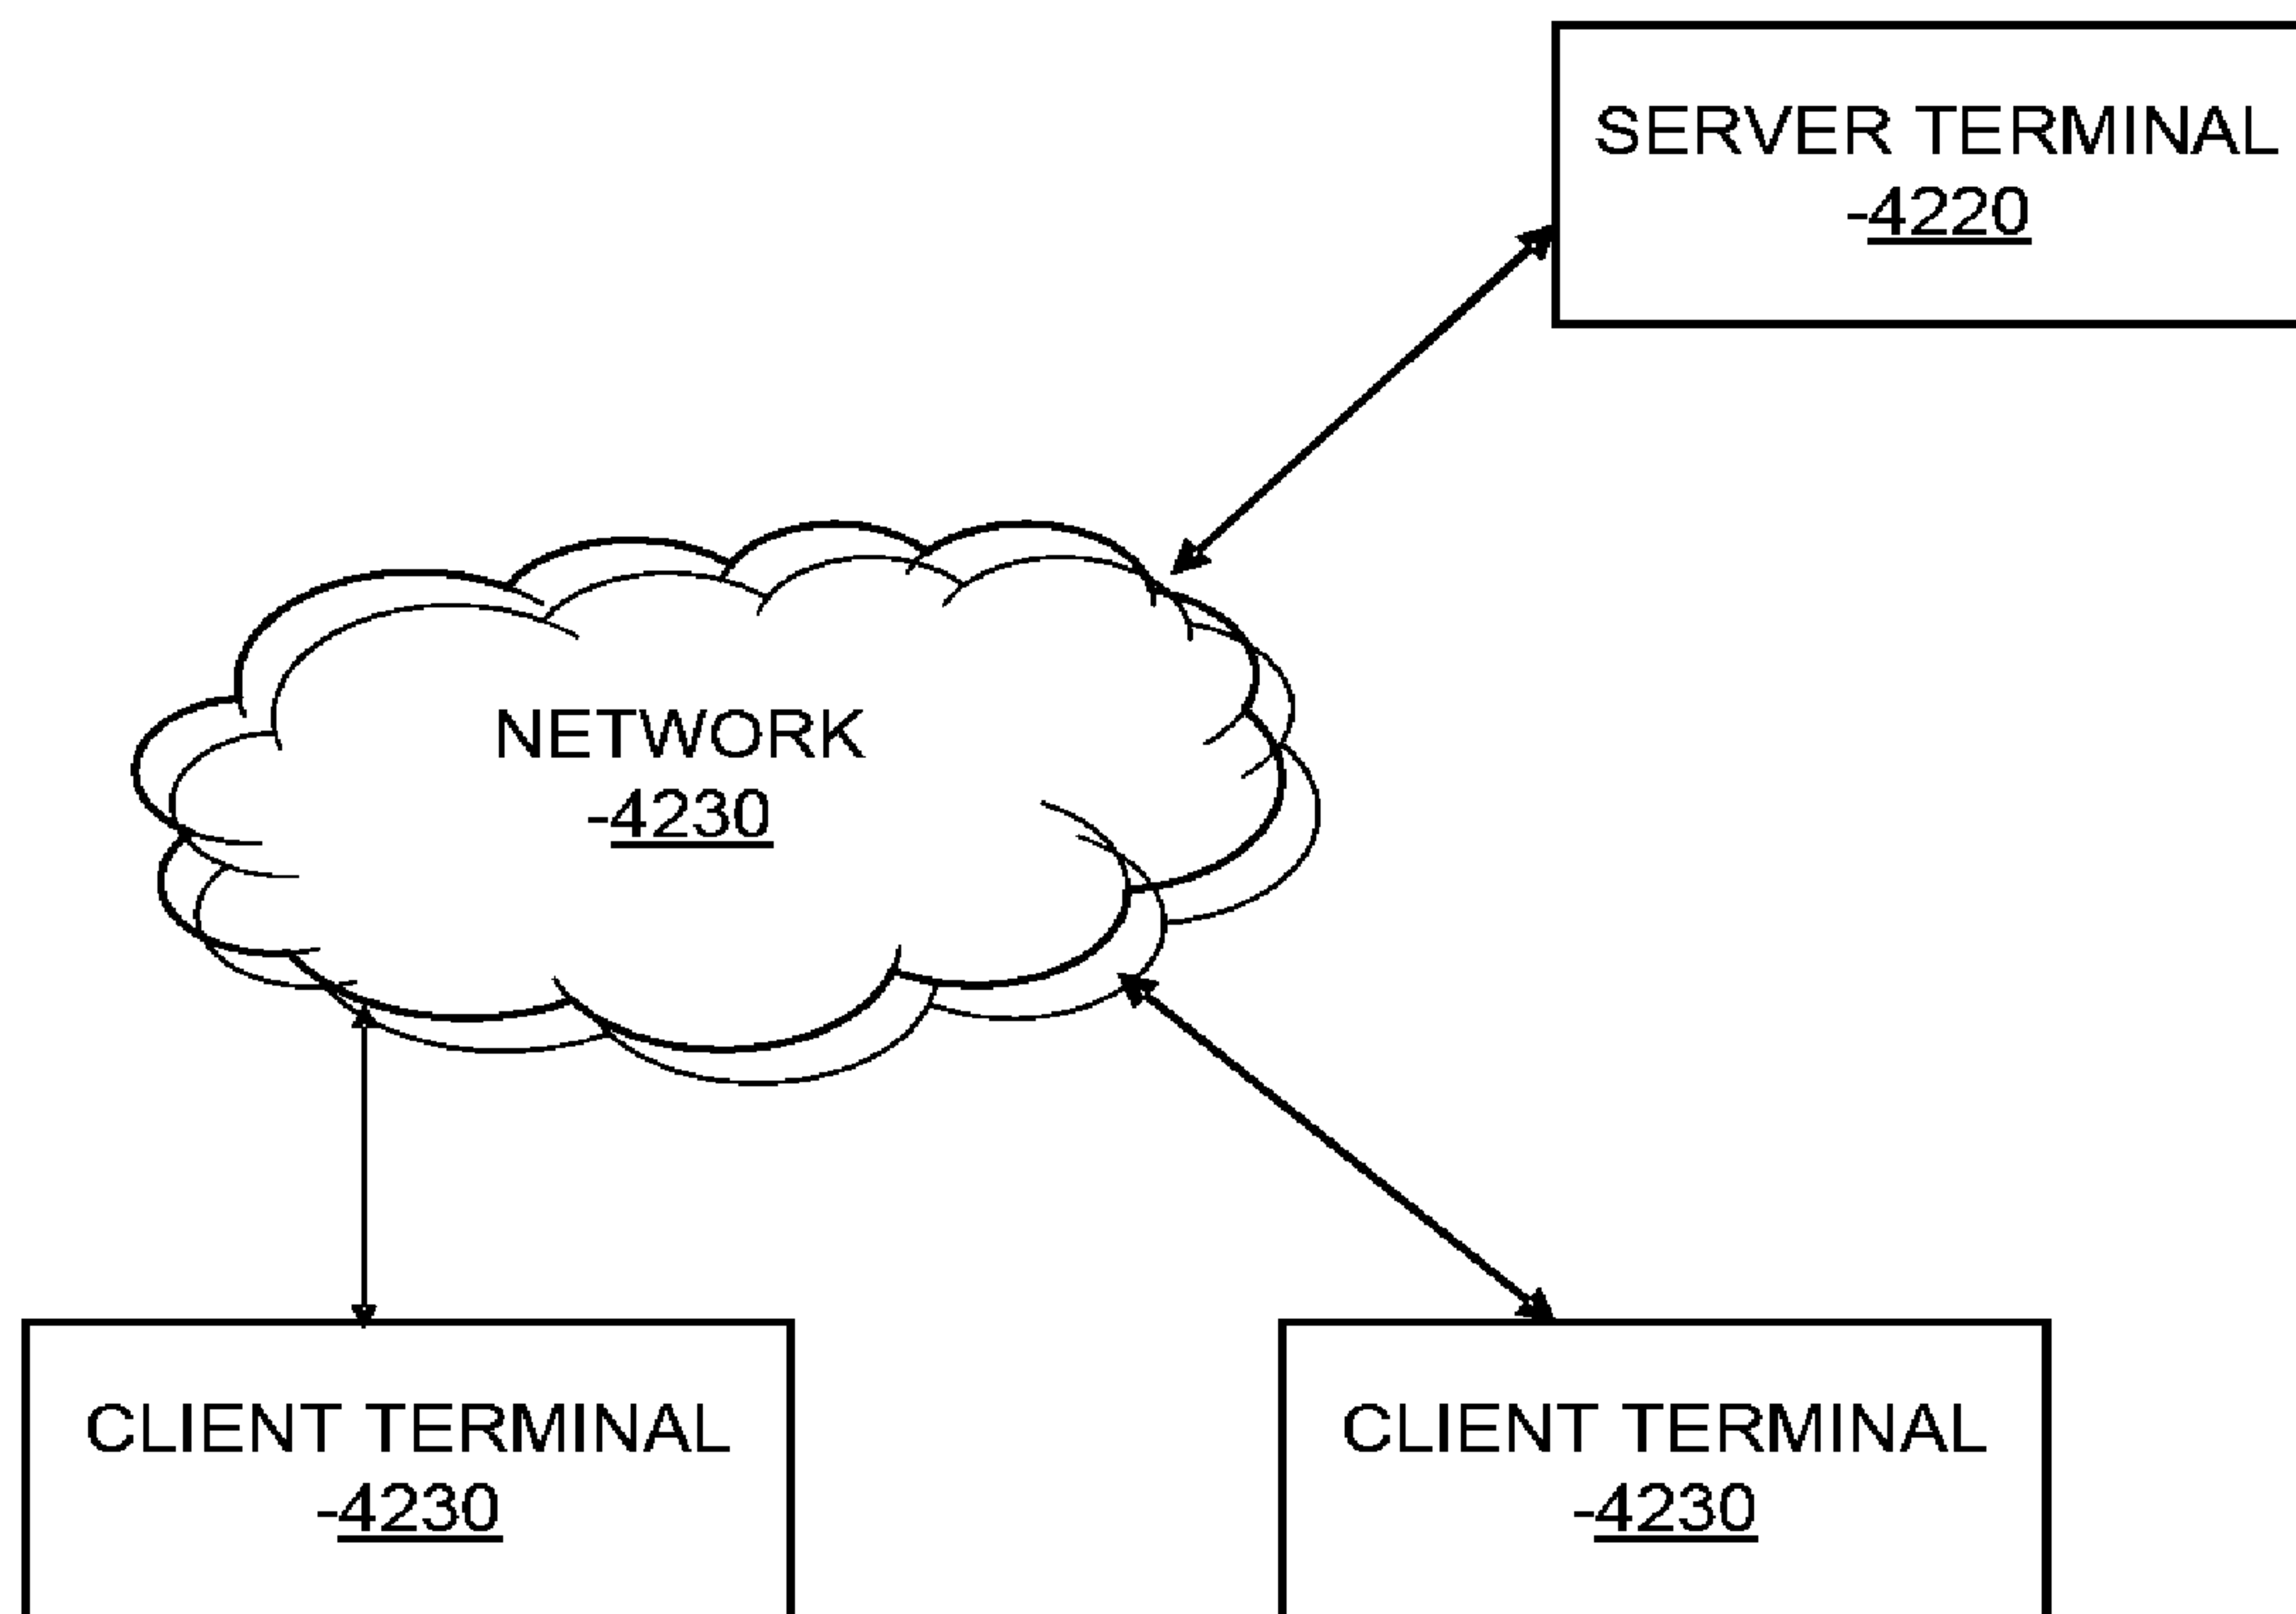 SERVER TERMINAL
-4220
NETWORK
-4230
CLIENT TERMINAL
-4230
CLIENT TERMINAL
-4230